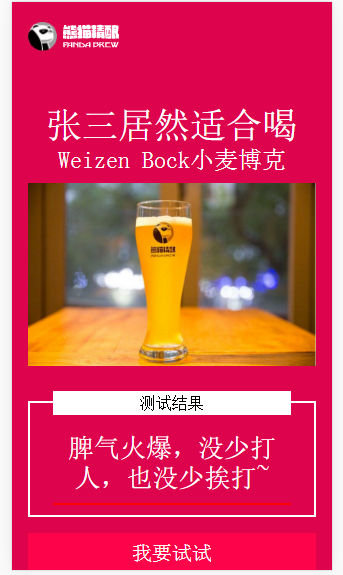 熊猫精酿
PANDA BREW
张三居然适合喝
Weizen Bock小麦博克
熊猫精酿
PANDA BREW
测试结果
脾气火爆，没少打
人，也没少挨打~
我要试试